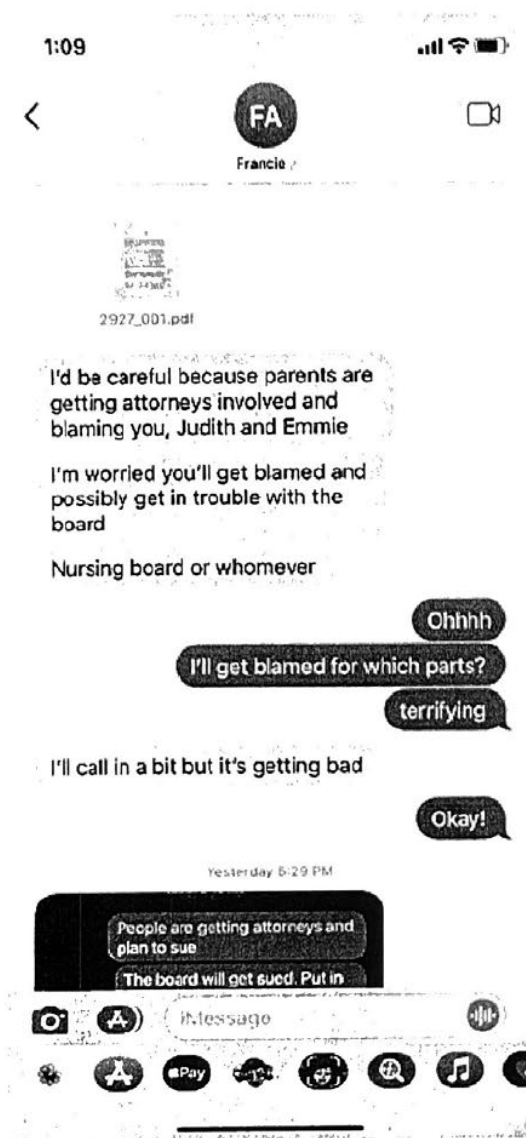 1:09
FA
Francie
2927_001.pdf
I'd be careful because parents are
getting attorneys involved and
blaming you, Judith and Emmie
I'm worried you'll get blamed and
possibly get in trouble with the
board
Nursing board or whomever
Ohhhh
I'll get blamed for which parts?
terrifying
I'll call in a bit but it's getting bad
Okay!
Yesterday 5:29 PM
People are getting attorneys and
plan to sue
The board will get sued. Put in
iMessage
Pay